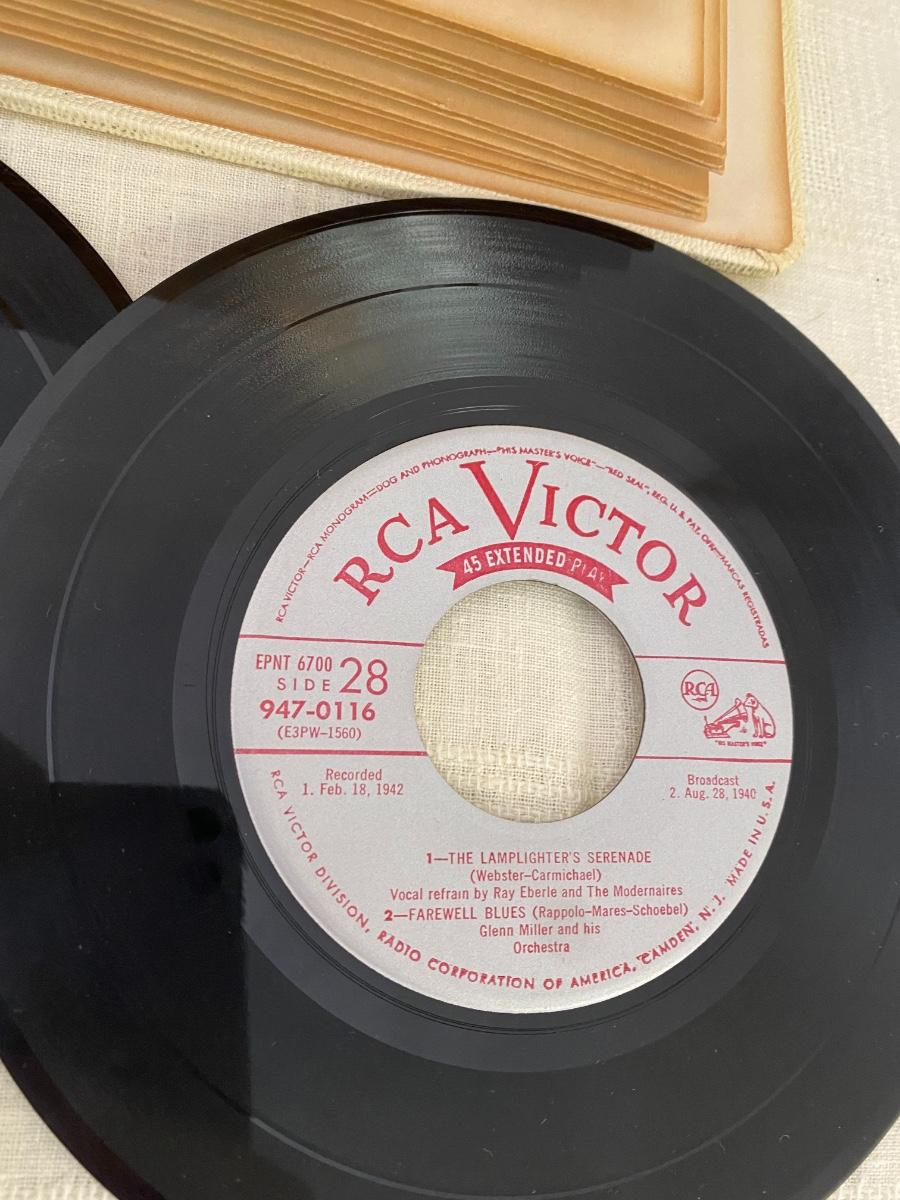 RCA VICTOR—RCA MONOGRAM—DOG AND PHONOGRAPH—"HIS MASTER'S VOICE"—"RED SEAL", REG. U. S. PAT. OFF.—MARCAS REGISTRADAS
RCA VICTOR
45 EXTENDED PLAY
EPNT 6700
SIDE 28
947-0116
(E3PW-1560)
RCA
"HIS MASTER'S VOICE"
Recorded
1. Feb. 18, 1942
Broadcast
2. Aug. 28, 1940
1—THE LAMPLIGHTER'S SERENADE
(Webster-Carmichael)
Vocal refrain by Ray Eberle and The Modernaires
2—FAREWELL BLUES (Rappolo-Mares-Schoebel)
Glenn Miller and his
Orchestra
RCA VICTOR DIVISION, RADIO CORPORATION OF AMERICA, CAMDEN, N. J. MADE IN U.S.A.